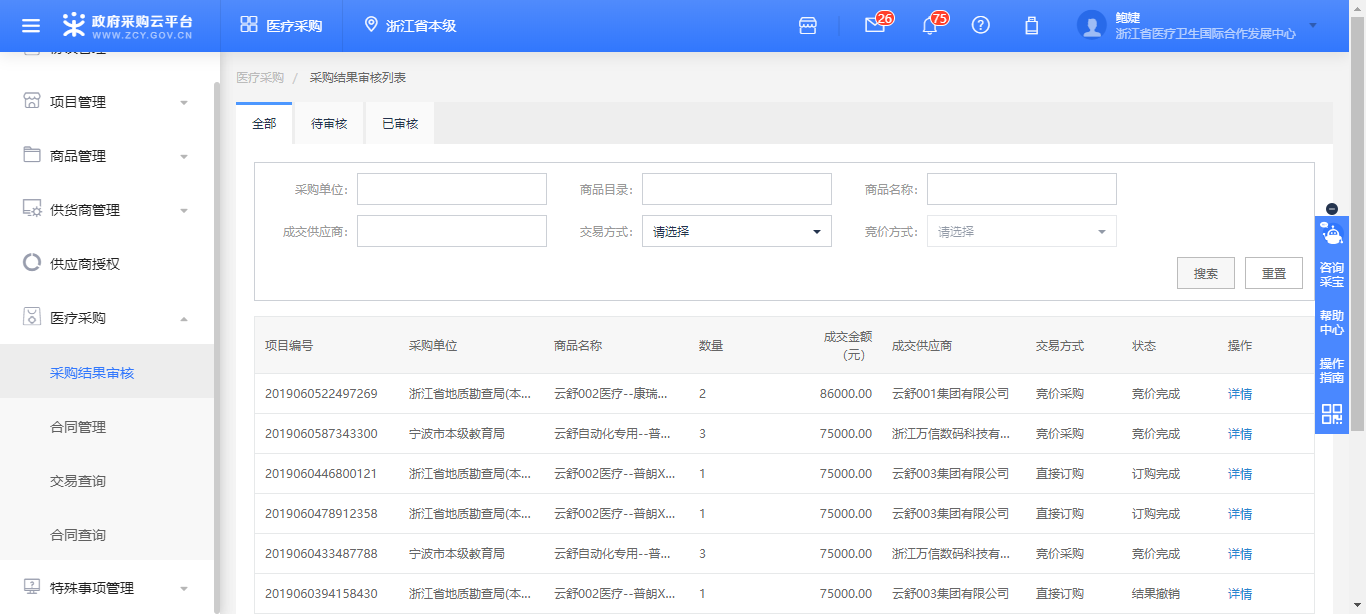 政府采购云平台
WWW.ZCY.GOV.CN
医疗采购
浙江省本级
26
75
鲍婕
浙江省医疗卫生国际合作发展中心
项目管理
商品管理
供货商管理
供应商授权
医疗采购
采购结果审核
合同管理
交易查询
合同查询
特殊事项管理
医疗采购 / 采购结果审核列表
全部 待审核 已审核
采购单位: 商品目录: 商品名称:
成交供应商: 交易方式: 请选择 竞价方式: 请选择
搜索 重置
项目编号 采购单位 商品名称 数量 成交金额(元) 成交供应商 交易方式 状态 操作
2019060522497269 浙江省地质勘查局(本... 云舒002医疗--康瑞... 2 86000.00 云舒001集团有限公司 竞价采购 竞价完成 详情
2019060587343300 宁波市本级教育局 云舒自动化专用--普... 3 75000.00 浙江万信数码科技有... 竞价采购 竞价完成 详情
2019060446800121 浙江省地质勘查局(本... 云舒002医疗--普朗X... 1 75000.00 云舒003集团有限公司 直接订购 订购完成 详情
2019060478912358 浙江省地质勘查局(本... 云舒002医疗--普朗X... 1 75000.00 云舒003集团有限公司 直接订购 订购完成 详情
2019060433487788 宁波市本级教育局 云舒自动化专用--普... 3 75000.00 浙江万信数码科技有... 竞价采购 竞价完成 详情
2019060394158430 浙江省地质勘查局(本... 云舒002医疗--普朗X... 1 75000.00 云舒003集团有限公司 直接订购 结果撤销 详情
咨询
采宝
帮助
中心
操作
指南